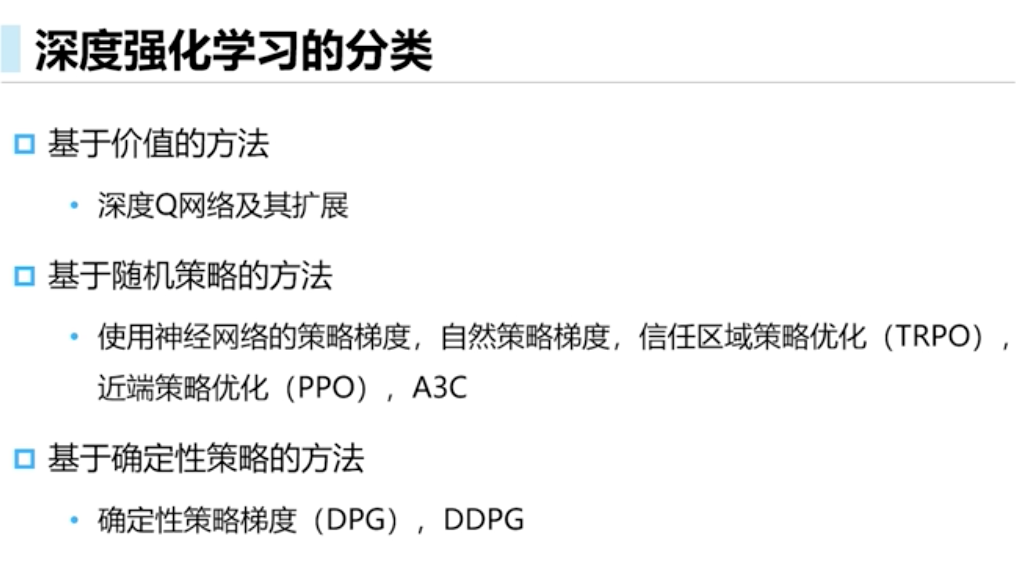 深度强化学习的分类
基于价值的方法
• 深度Q网络及其扩展
基于随机策略的方法
• 使用神经网络的策略梯度，自然策略梯度，信任区域策略优化（TRPO），
近端策略优化（PPO），A3C
基于确定性策略的方法
• 确定性策略梯度（DPG），DDPG